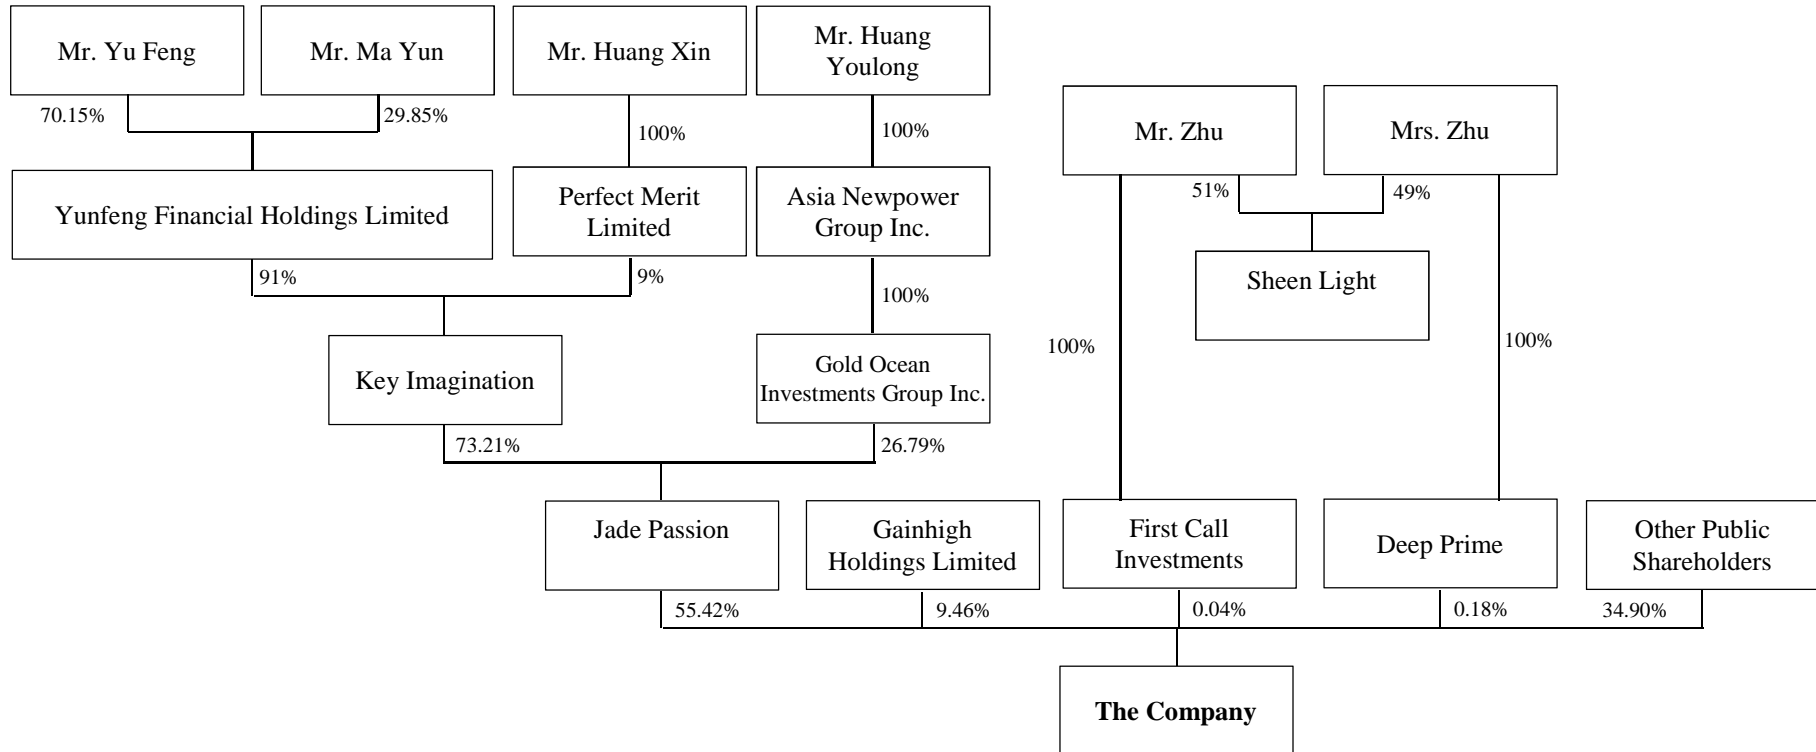 Mr. Yu Feng
Mr. Ma Yun
Mr. Huang Xin
Mr. Huang
Youlong
70.15%
29.85%
100%
100%
Mr. Zhu
Mrs. Zhu
Yunfeng Financial Holdings Limited
Perfect Merit
Limited
Asia Newpower
Group Inc.
51%
49%
91%
9%
100%
Sheen Light
Key Imagination
Gold Ocean
Investments Group Inc.
100%
100%
73.21%
26.79%
Jade Passion
Gainhigh
Holdings Limited
First Call
Investments
Deep Prime
Other Public
Shareholders
55.42%
9.46%
0.04%
0.18%
34.90%
The Company